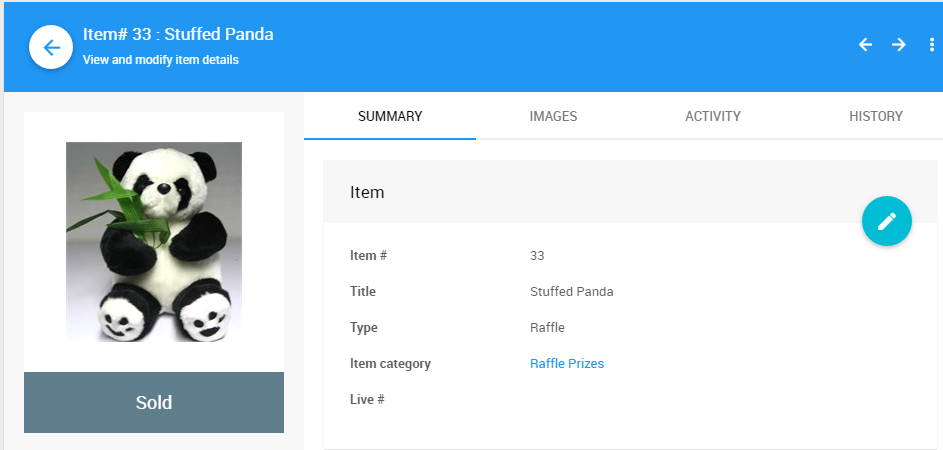 Item# 33 : Stuffed Panda
View and modify item details
SUMMARY IMAGES ACTIVITY HISTORY
Item
Item # 33
Title Stuffed Panda
Type Raffle
Item category Raffle Prizes
Live #
Sold